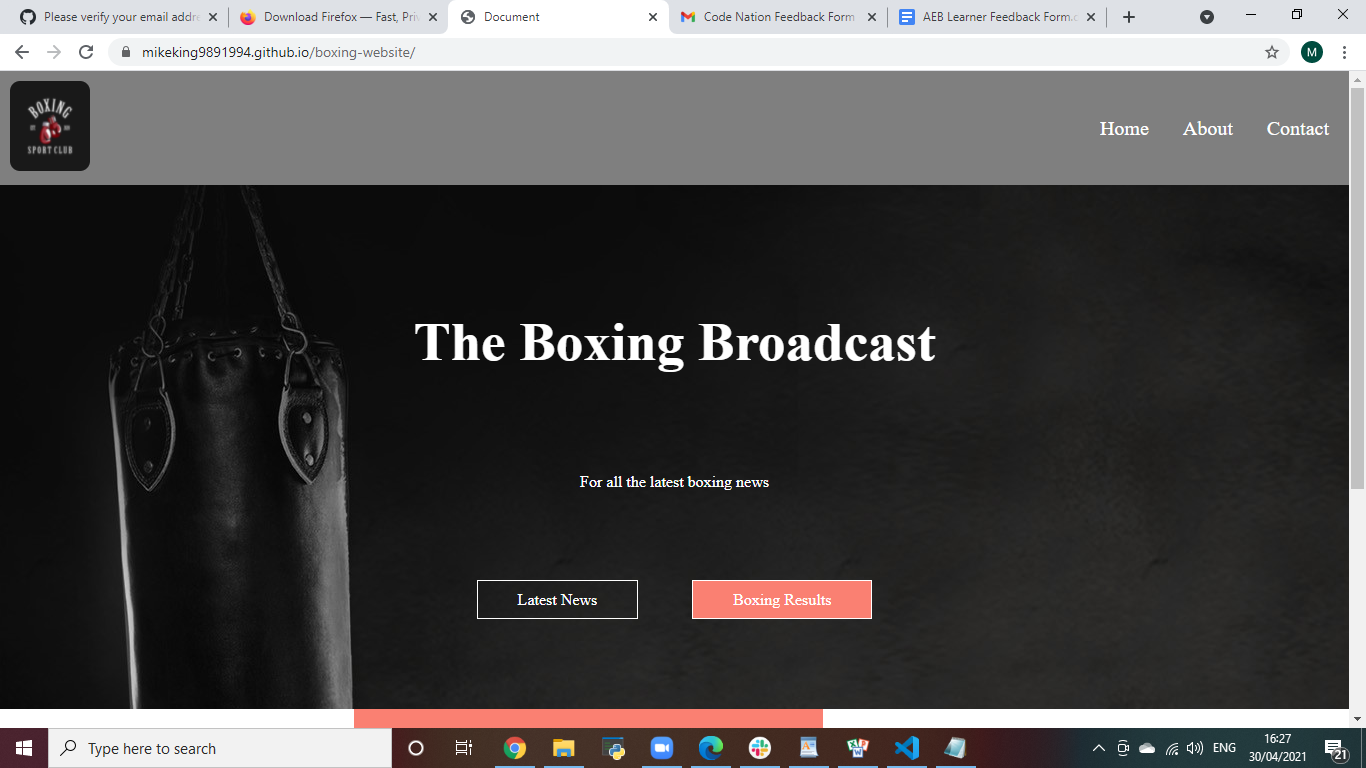 Please verify your email addre
Download Firefox — Fast, Priv
Document
Code Nation Feedback Form
AEB Learner Feedback Form.c
mikeking9891994.github.io/boxing-website/
M
BOXING
SPORT CLUB
Home
About
Contact
The Boxing Broadcast
For all the latest boxing news
Latest News
Boxing Results
Type here to search
ENG
16:27
30/04/2021
21